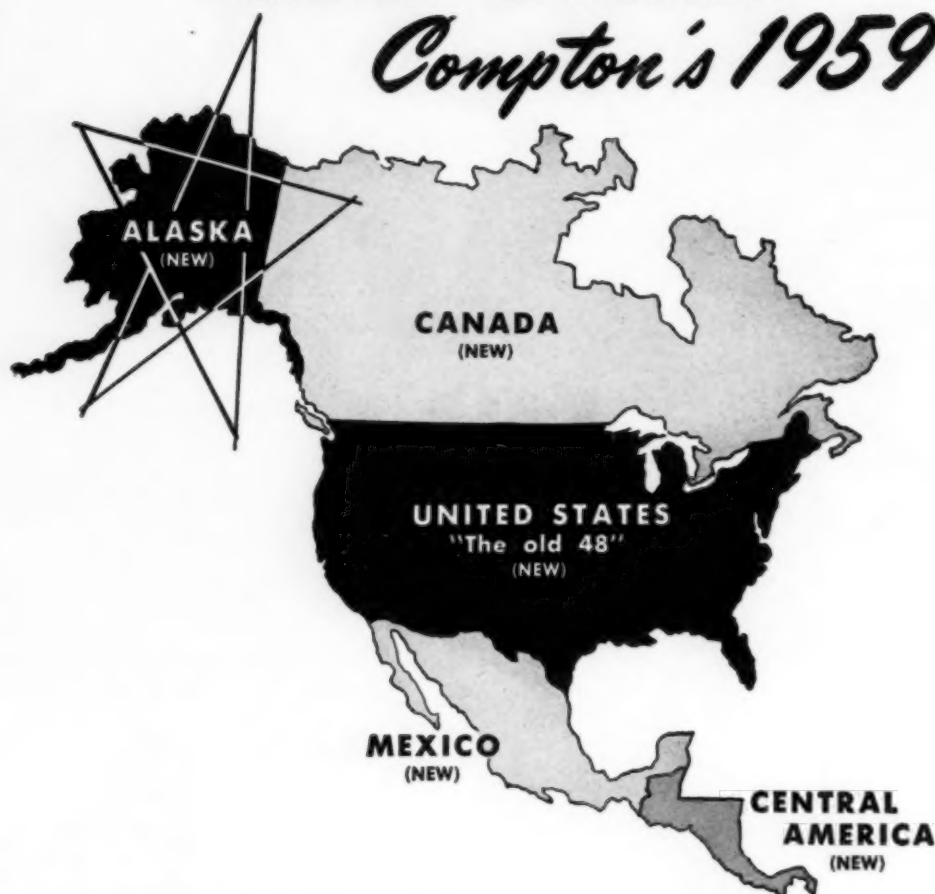 Compton's 1959
ALASKA
(NEW)
CANADA
(NEW)
UNITED STATES
"The old 48"
(NEW)
MEXICO
(NEW)
CENTRAL
AMERICA
(NEW)